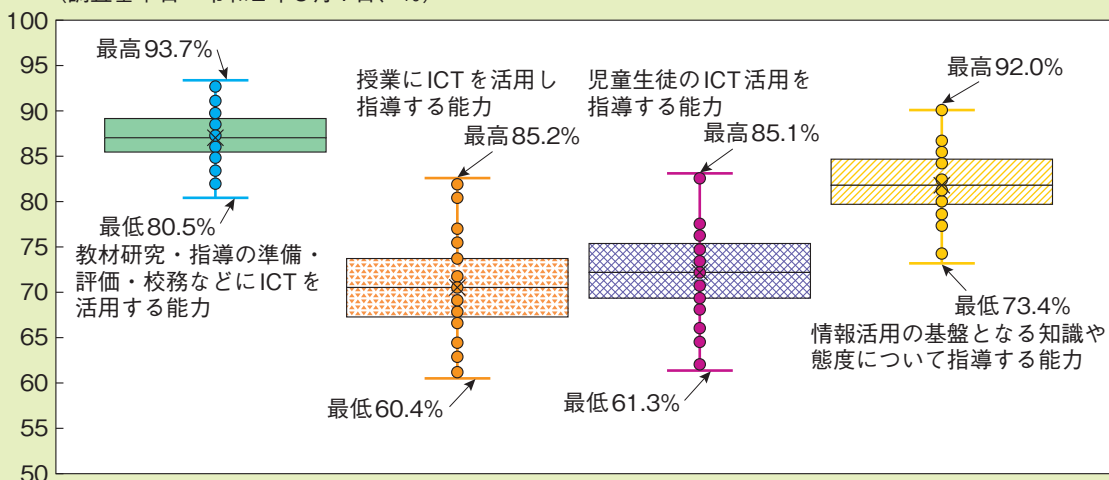 100
95
90
85
80
75
70
65
60
55
50
最高93.7%
最低80.5%
教材研究・指導の準備・
評価・校務などにICTを
活用する能力
授業にICTを活用し
指導する能力
最高85.2%
最低60.4%
児童生徒のICT活用を
指導する能力
最高85.1%
最低61.3%
最高92.0%
最低73.4%
情報活用の基盤となる知識や
態度について指導する能力